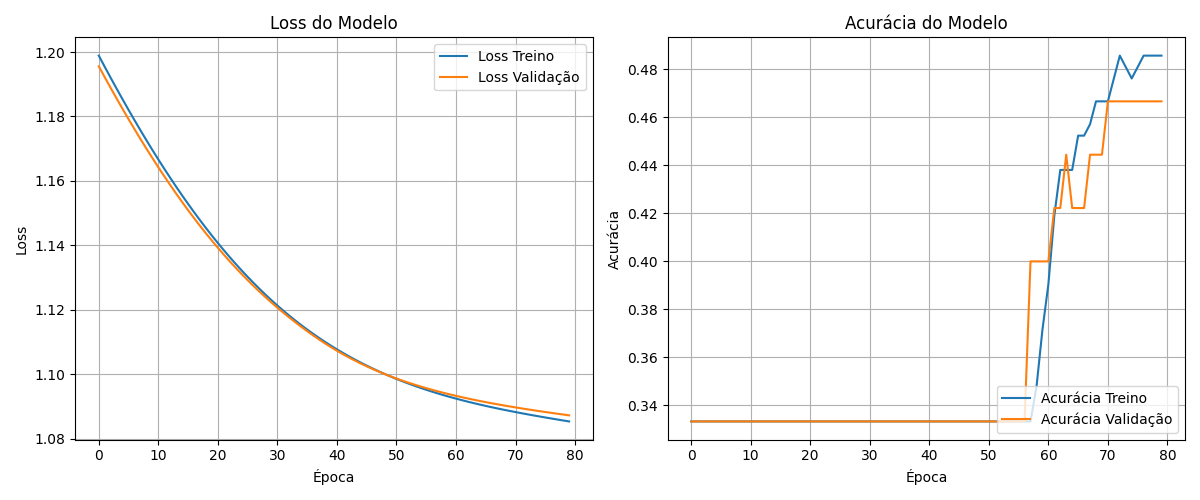 Loss do Modelo
1.20
1.18
1.16
1.14
1.12
1.10
1.08
Loss
Loss Treino
Loss Validação
0 10 20 30 40 50 60 70 80
Época
Acurácia do Modelo
0.48
0.46
0.44
0.42
0.40
0.38
0.36
0.34
Acurácia
Acurácia Treino
Acurácia Validação
0 10 20 30 40 50 60 70 80
Época